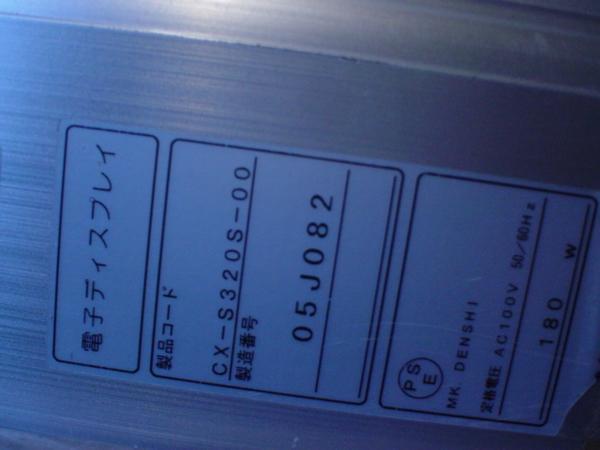 電子ディスプレイ
製品コード
CX-S320S-00
製造番号
05J082
PSE
MK. DENSHI
定格電圧 AC100V 50/60Hz
180 W